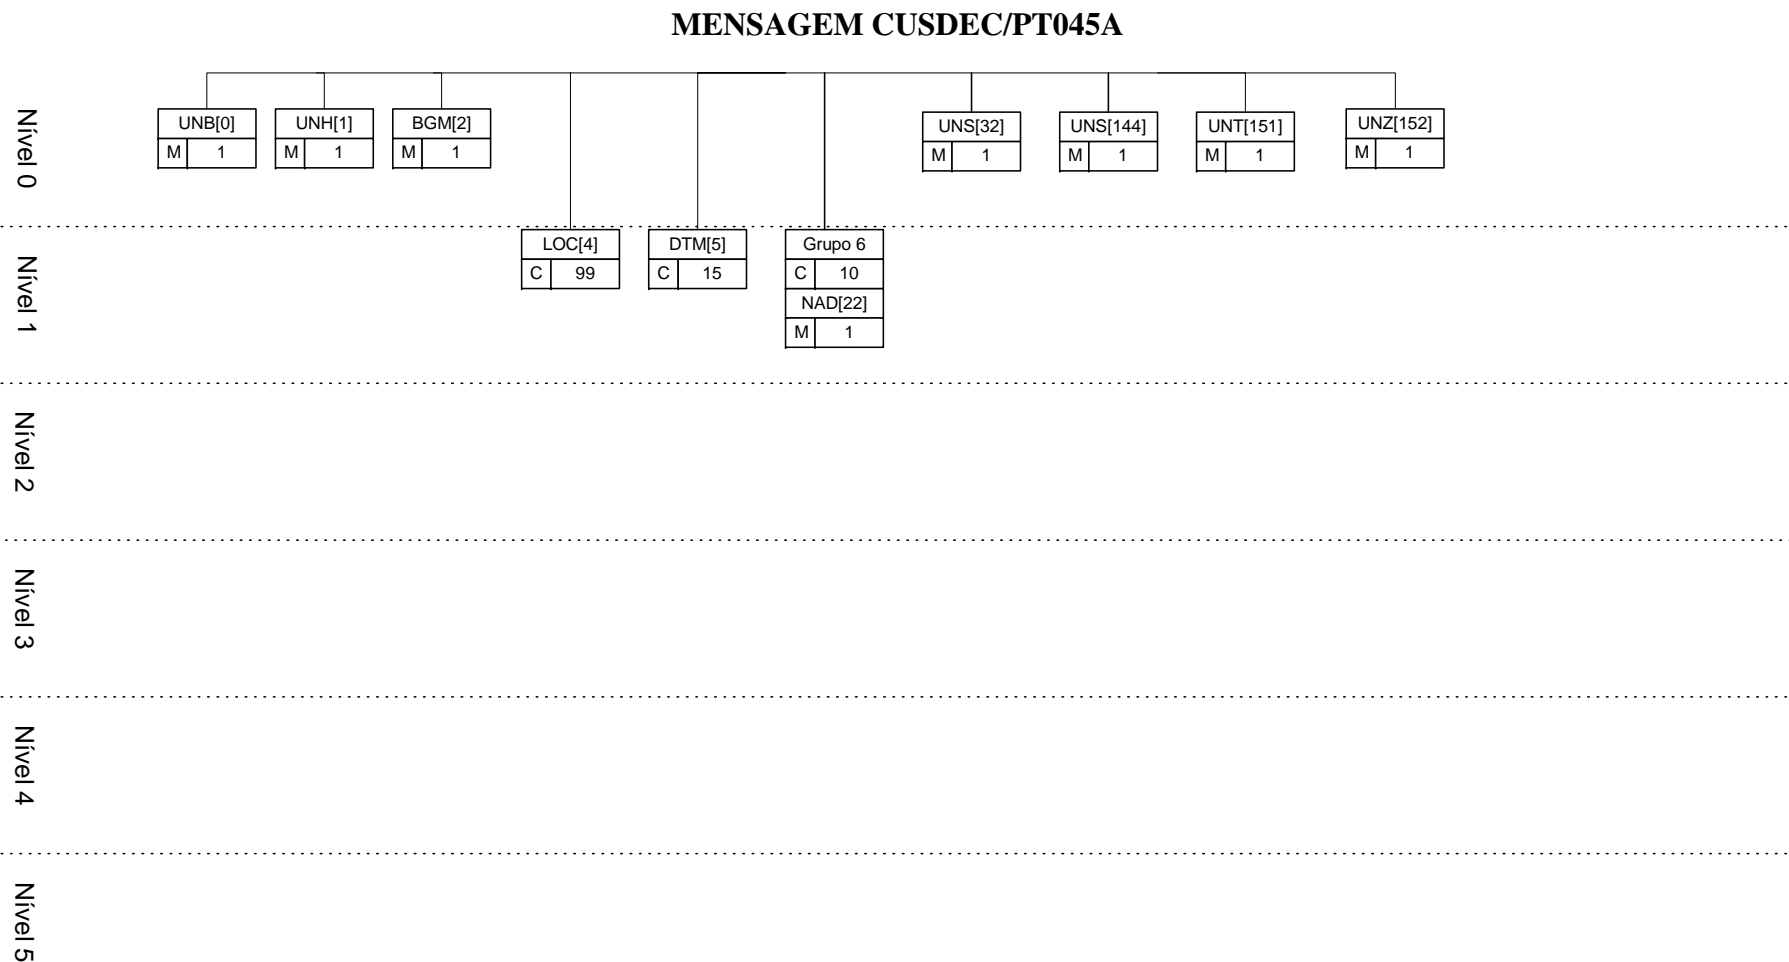 MENSAGEM CUSDEC/PT045A
Nível 0
UNB[0] UNH[1] BGM[2] UNS[32] UNS[144] UNT[151] UNZ[152]
M 1 M 1 M 1 M 1 M 1 M 1 M 1
Nível 1
LOC[4] DTM[5] Grupo 6
C 99 C 15 C 10
NAD[22]
M 1
Nível 2
Nível 3
Nível 4
Nível 5